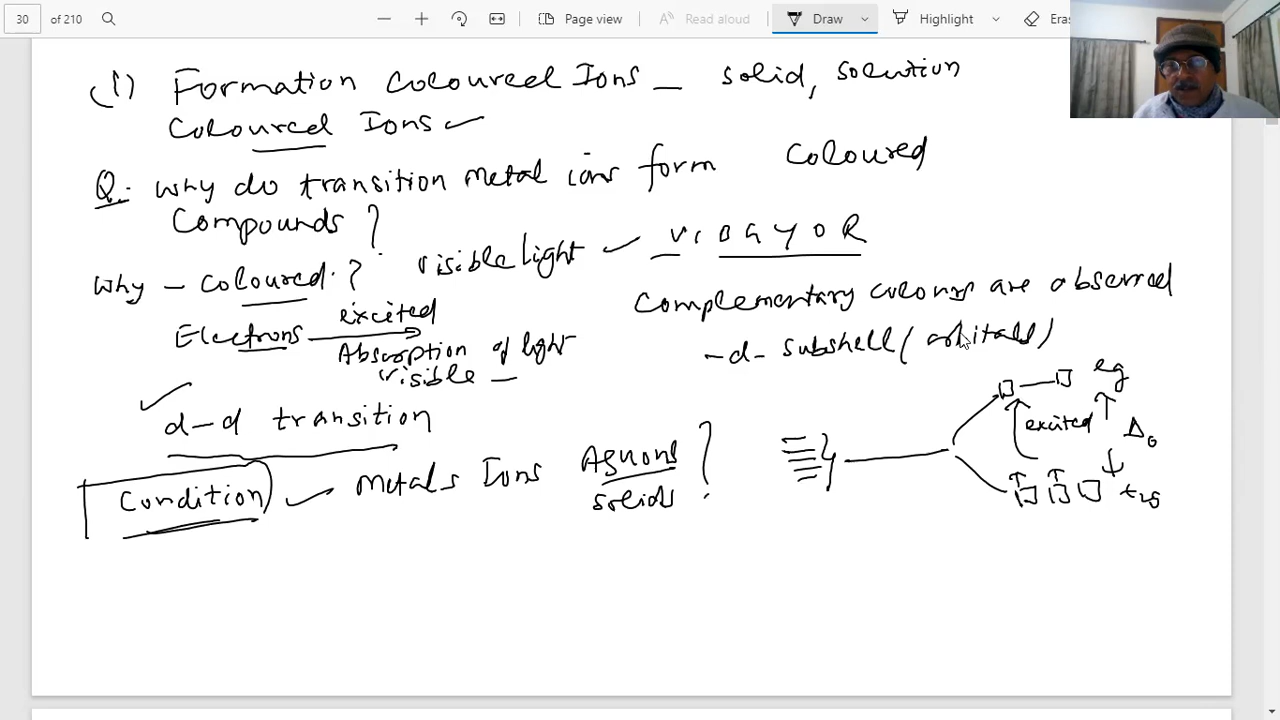 30 of 210 Page view Read aloud Draw Highlight Eras
(1) Formation Coloured Ions – solid, solution
Coloured Ions
Q:- Why do transition metal ions form Coloured
Compounds ?
Why – coloured ? visible light VIBGYOR
Electrons excited Complementary colours are observed
Absorption of light
visible – -d- subshell (orbitals)
d-d transition eg
excited Δo
Condition Metals Ions Aquous ?
solids t2g